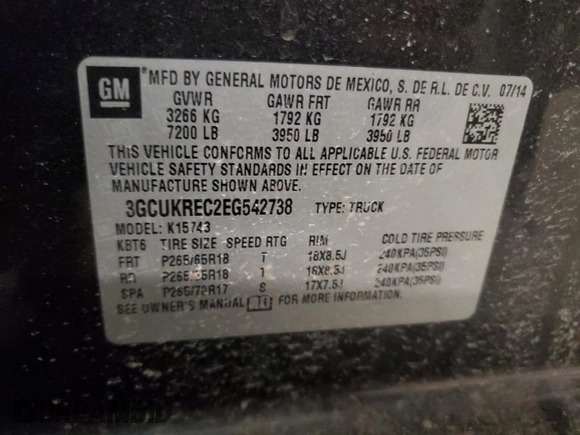 GM MFD BY GENERAL MOTORS DE MEXICO, S. DE R.L. DE C.V. 07/14
GVWR GAWR FRT GAWR RR
3266 KG 1792 KG 1792 KG
7200 LB 3950 LB 3950 LB
THIS VEHICLE CONFORMS TO ALL APPLICABLE U.S. FEDERAL MOTOR
VEHICLE SAFETY STANDARDS IN EFFECT ON THE DATE OF
MANUFACTURE SHOWN ABOVE.
3GCUKREC2EG542738 TYPE: TRUCK
MODEL: K15743
KBT6 TIRE SIZE SPEED RTG RIM COLD TIRE PRESSURE
FRT P265/65R18 T 18X8.5J 240KPA(35PSI)
RR P265/65R18 T 18X8.5J 240KPA(35PSI)
SPA P265/70R17 S 17X7.5J 240KPA(35PSI)
SEE OWNER'S MANUAL FOR MORE INFORMATION.